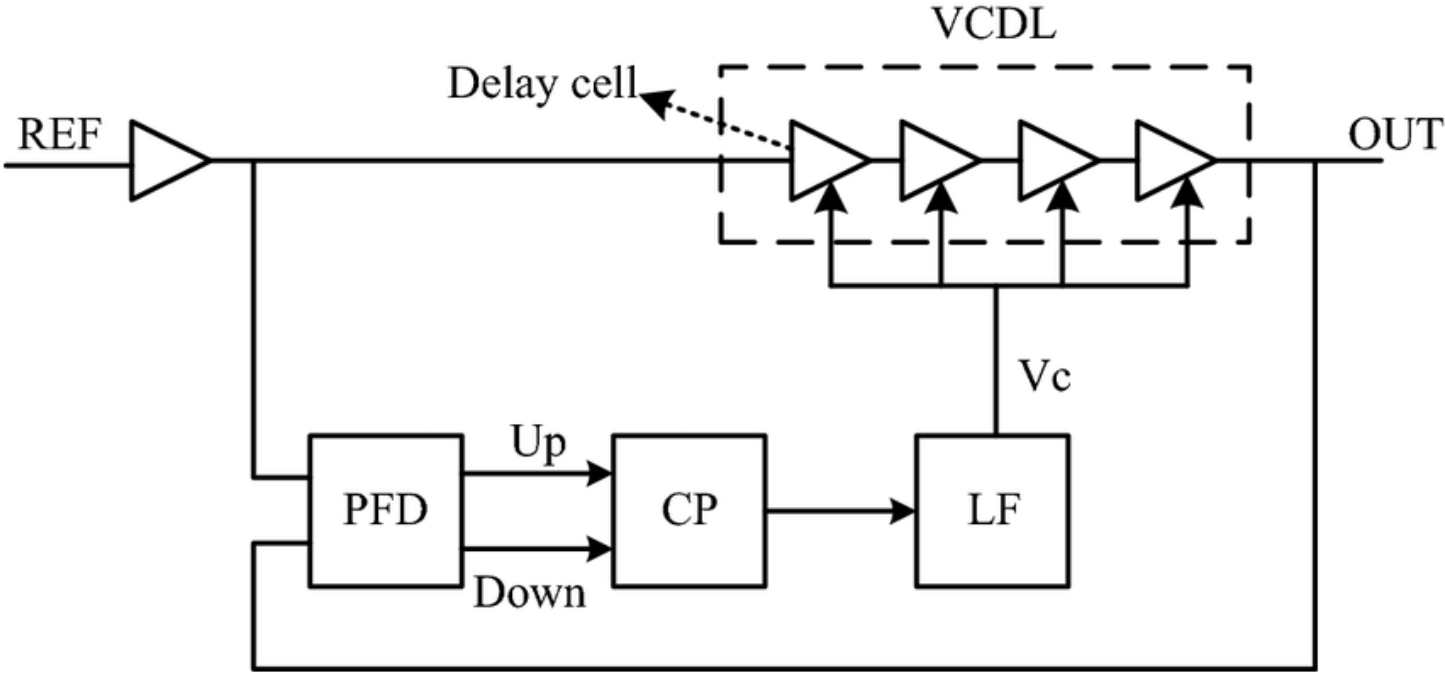 VCDL
Delay cell
REF
OUT
Vc
Up
PFD
CP
LF
Down